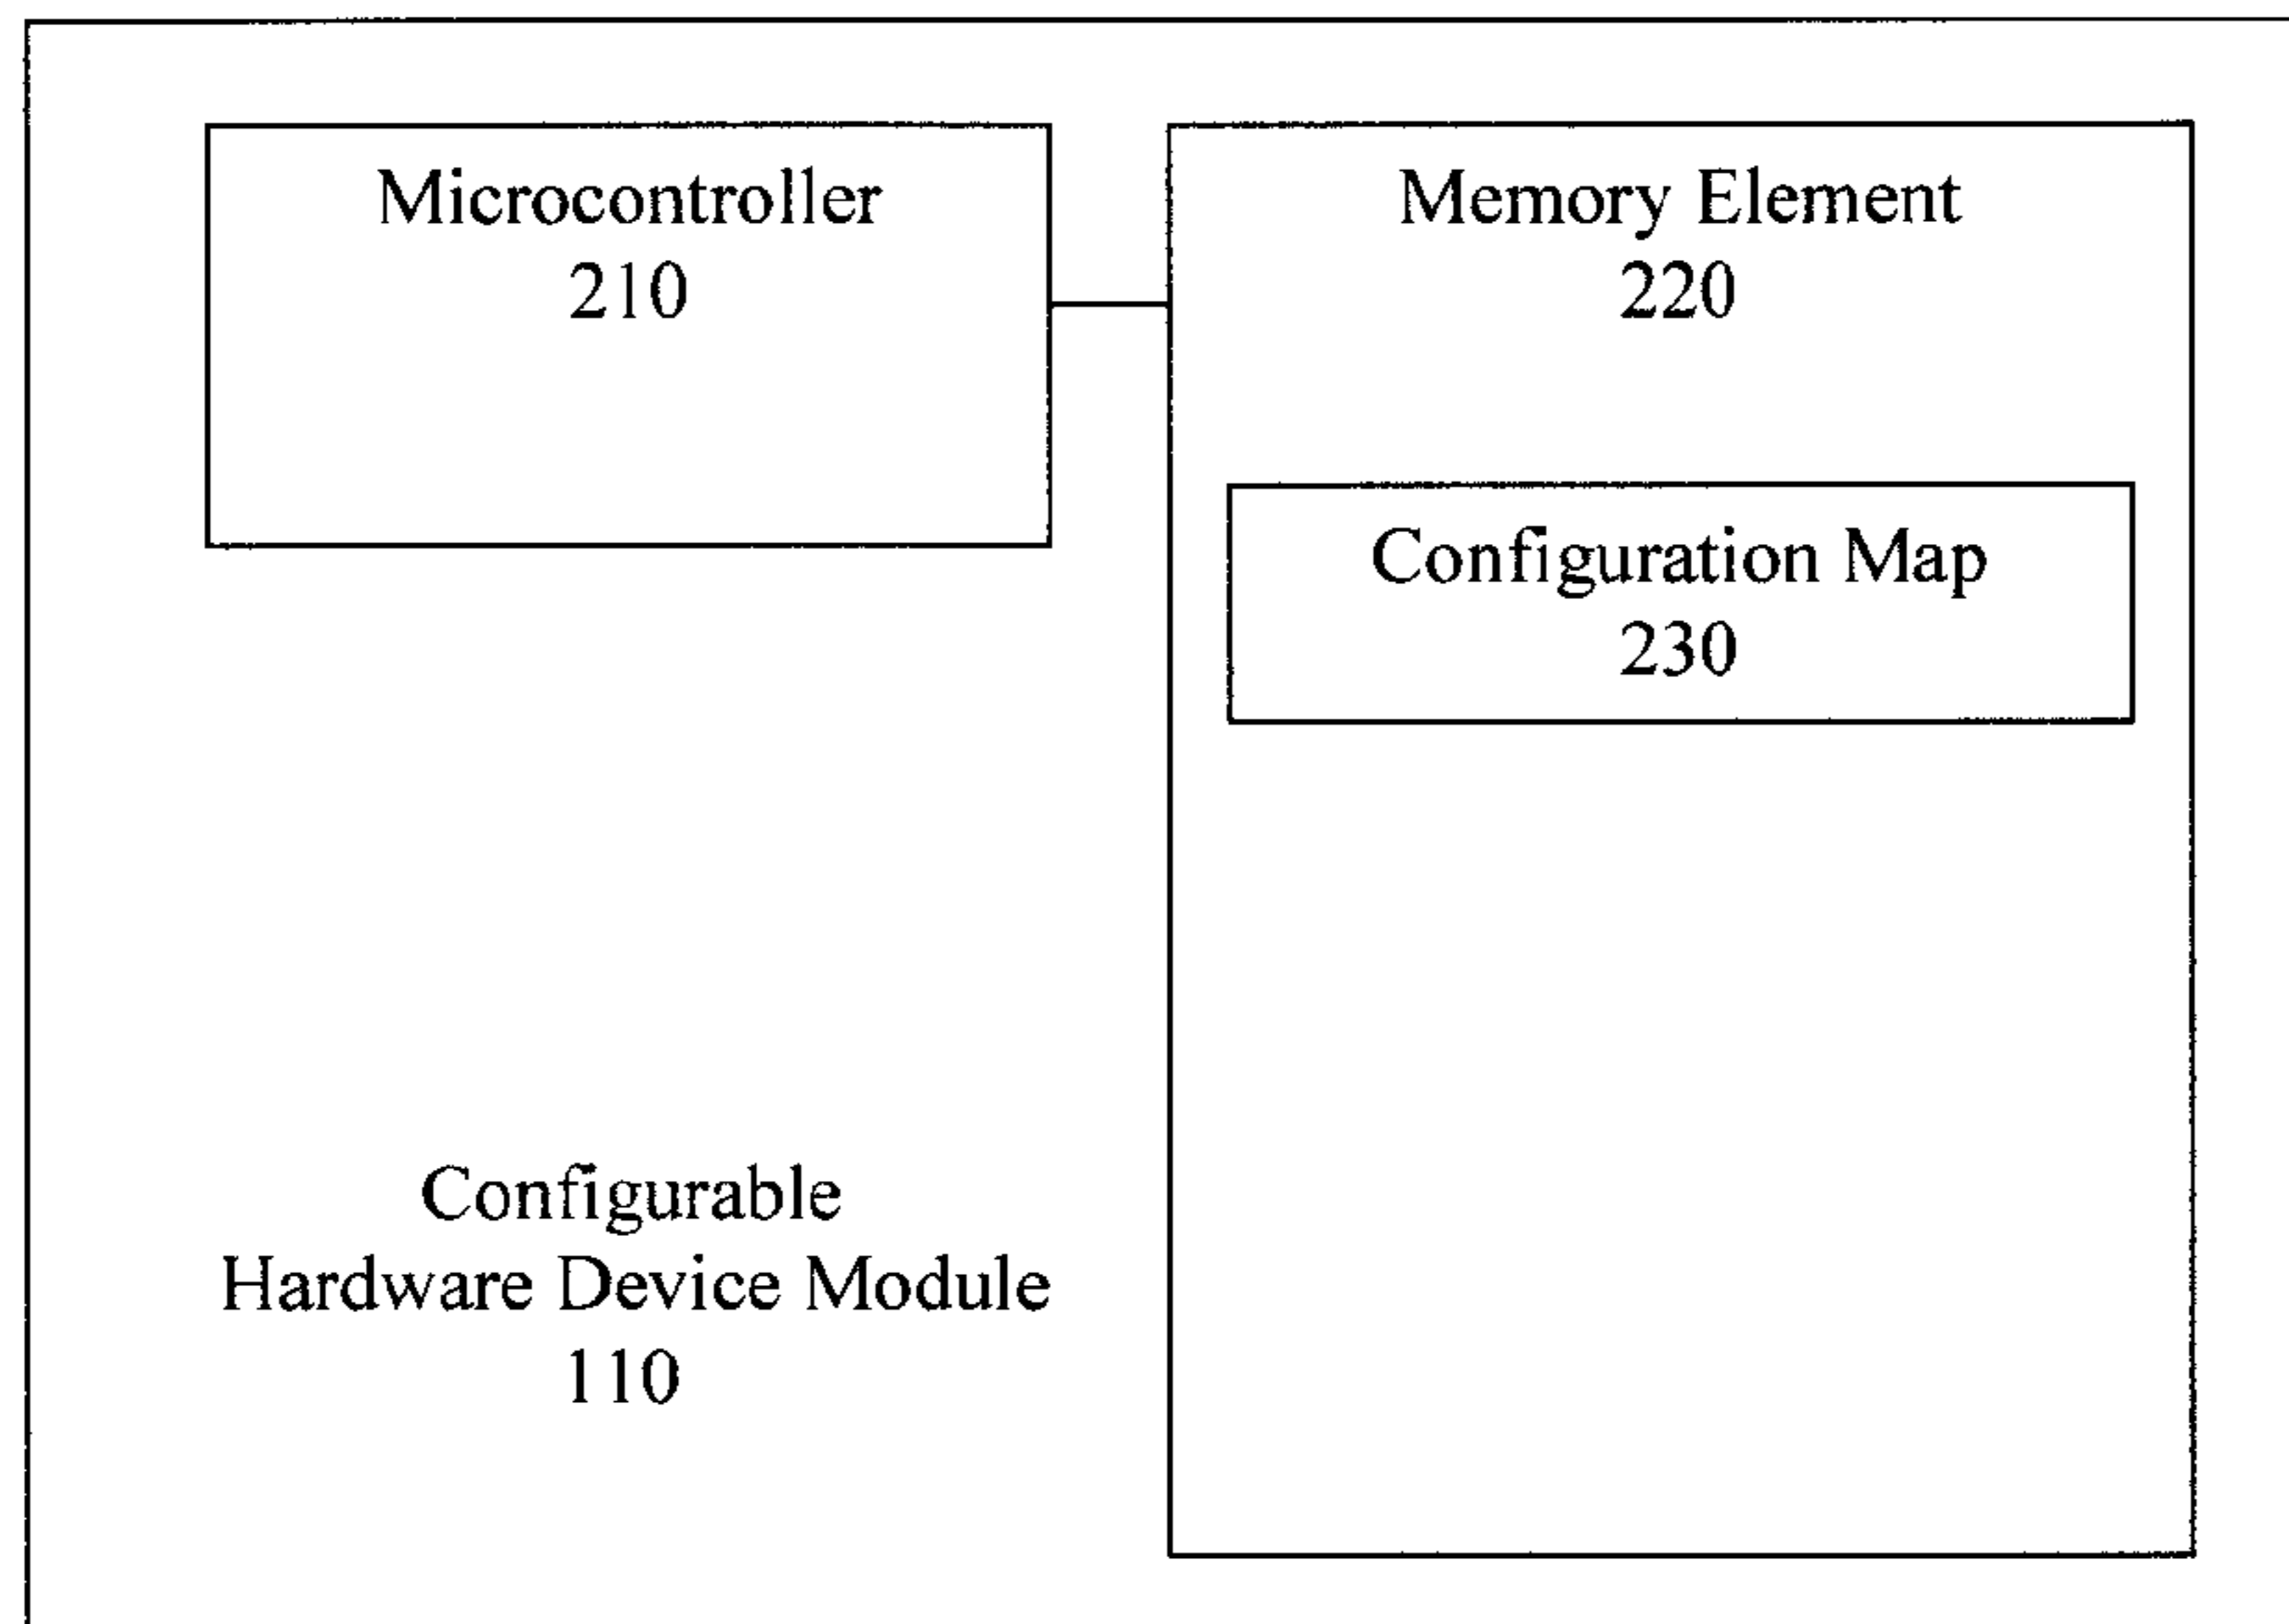 Microcontroller
210
Memory Element
220
Configuration Map
230
Configurable
Hardware Device Module
110